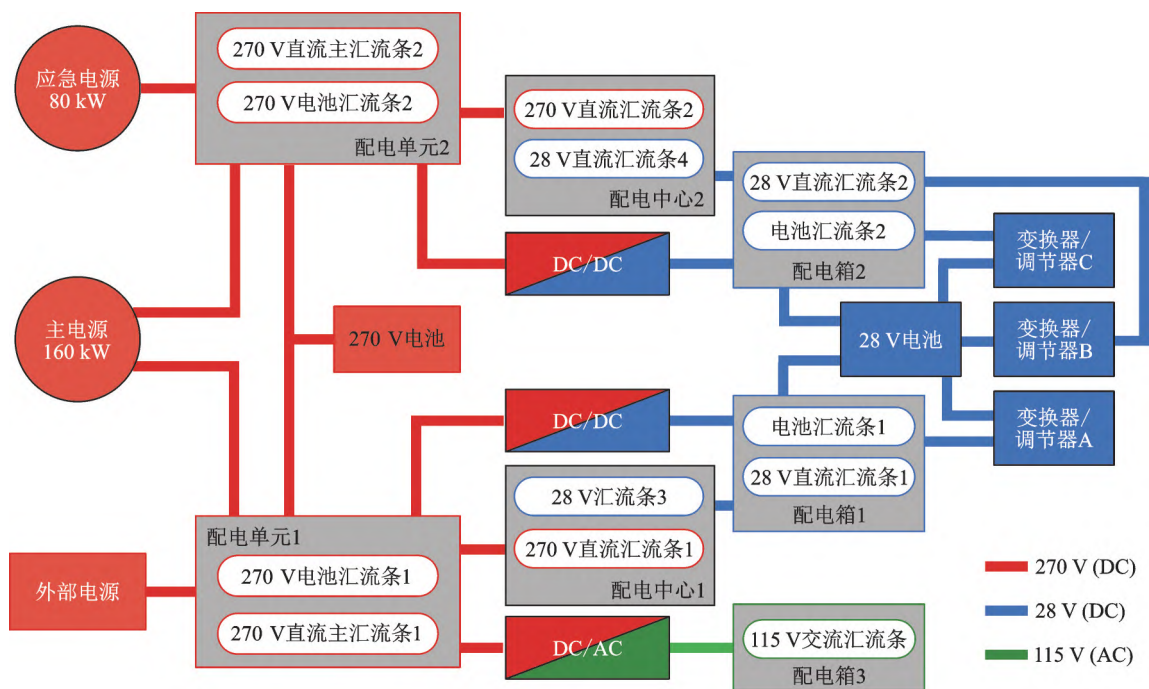 应急电源
80 kW
270 V直流主汇流条2
270 V电池汇流条2
配电单元2
270 V直流汇流条2
28 V直流汇流条4
配电中心2
DC/DC
28 V直流汇流条2
电池汇流条2
配电箱2
变换器/
调节器C
主电源
160 kW
270 V电池
28 V电池
变换器/
调节器B
DC/DC
电池汇流条1
28 V直流汇流条1
配电箱1
变换器/
调节器A
配电单元1
270 V电池汇流条1
270 V直流主汇流条1
外部电源
28 V汇流条3
270 V直流汇流条1
配电中心1
DC/AC
115 V交流汇流条
配电箱3
270 V (DC)
28 V (DC)
115 V (AC)